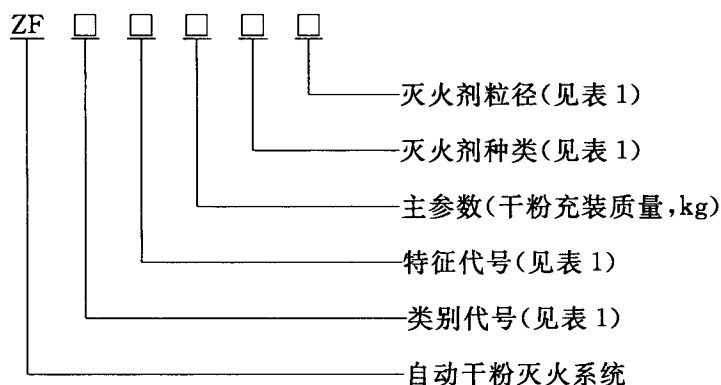 ZF □ □ □ □ □
灭火剂粒径(见表1)
灭火剂种类(见表1)
主参数(干粉充装质量,kg)
特征代号(见表1)
类别代号(见表1)
自动干粉灭火系统